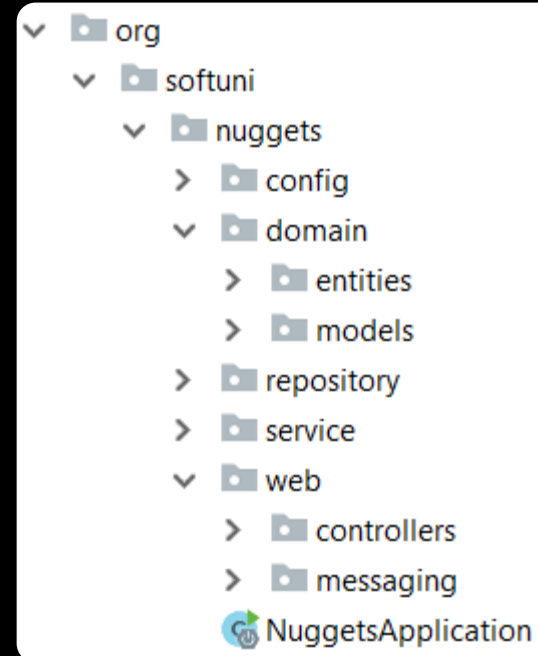 org
softuni
nuggets
config
domain
entities
models
repository
service
web
controllers
messaging
NuggetsApplication